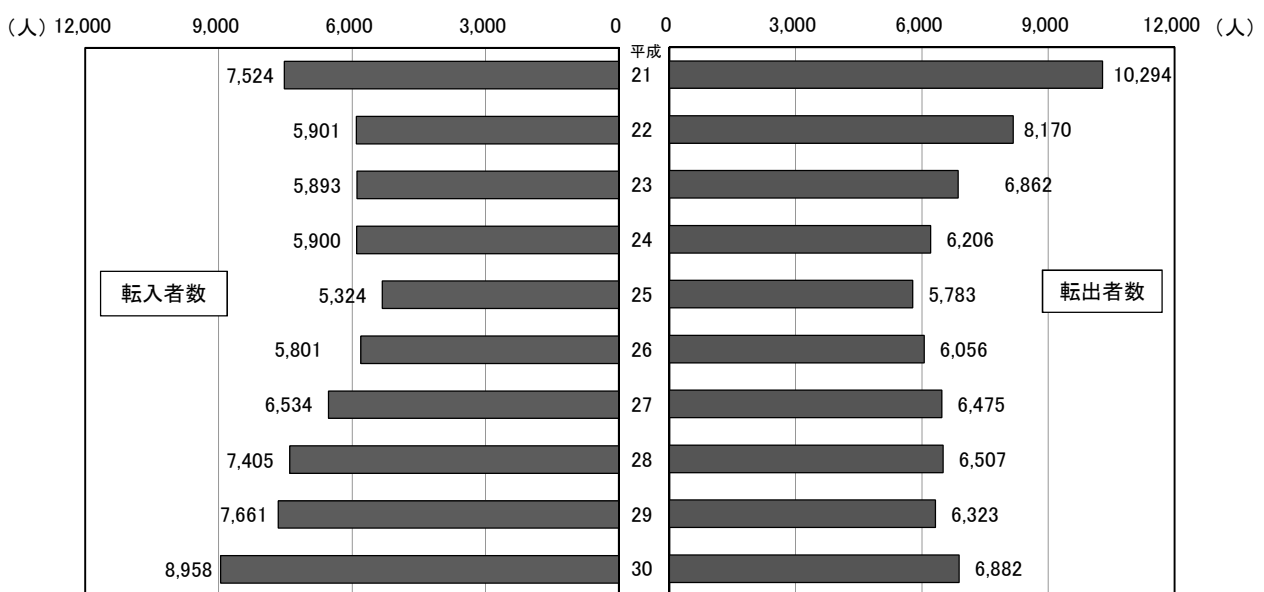 （人） 12,000 9,000 6,000 3,000 0 0 3,000 6,000 9,000 12,000 （人）
平成
7,524 21 10,294
5,901 22 8,170
5,893 23 6,862
5,900 24 6,206
転入者数 転出者数
5,324 25 5,783
5,801 26 6,056
6,534 27 6,475
7,405 28 6,507
7,661 29 6,323
8,958 30 6,882